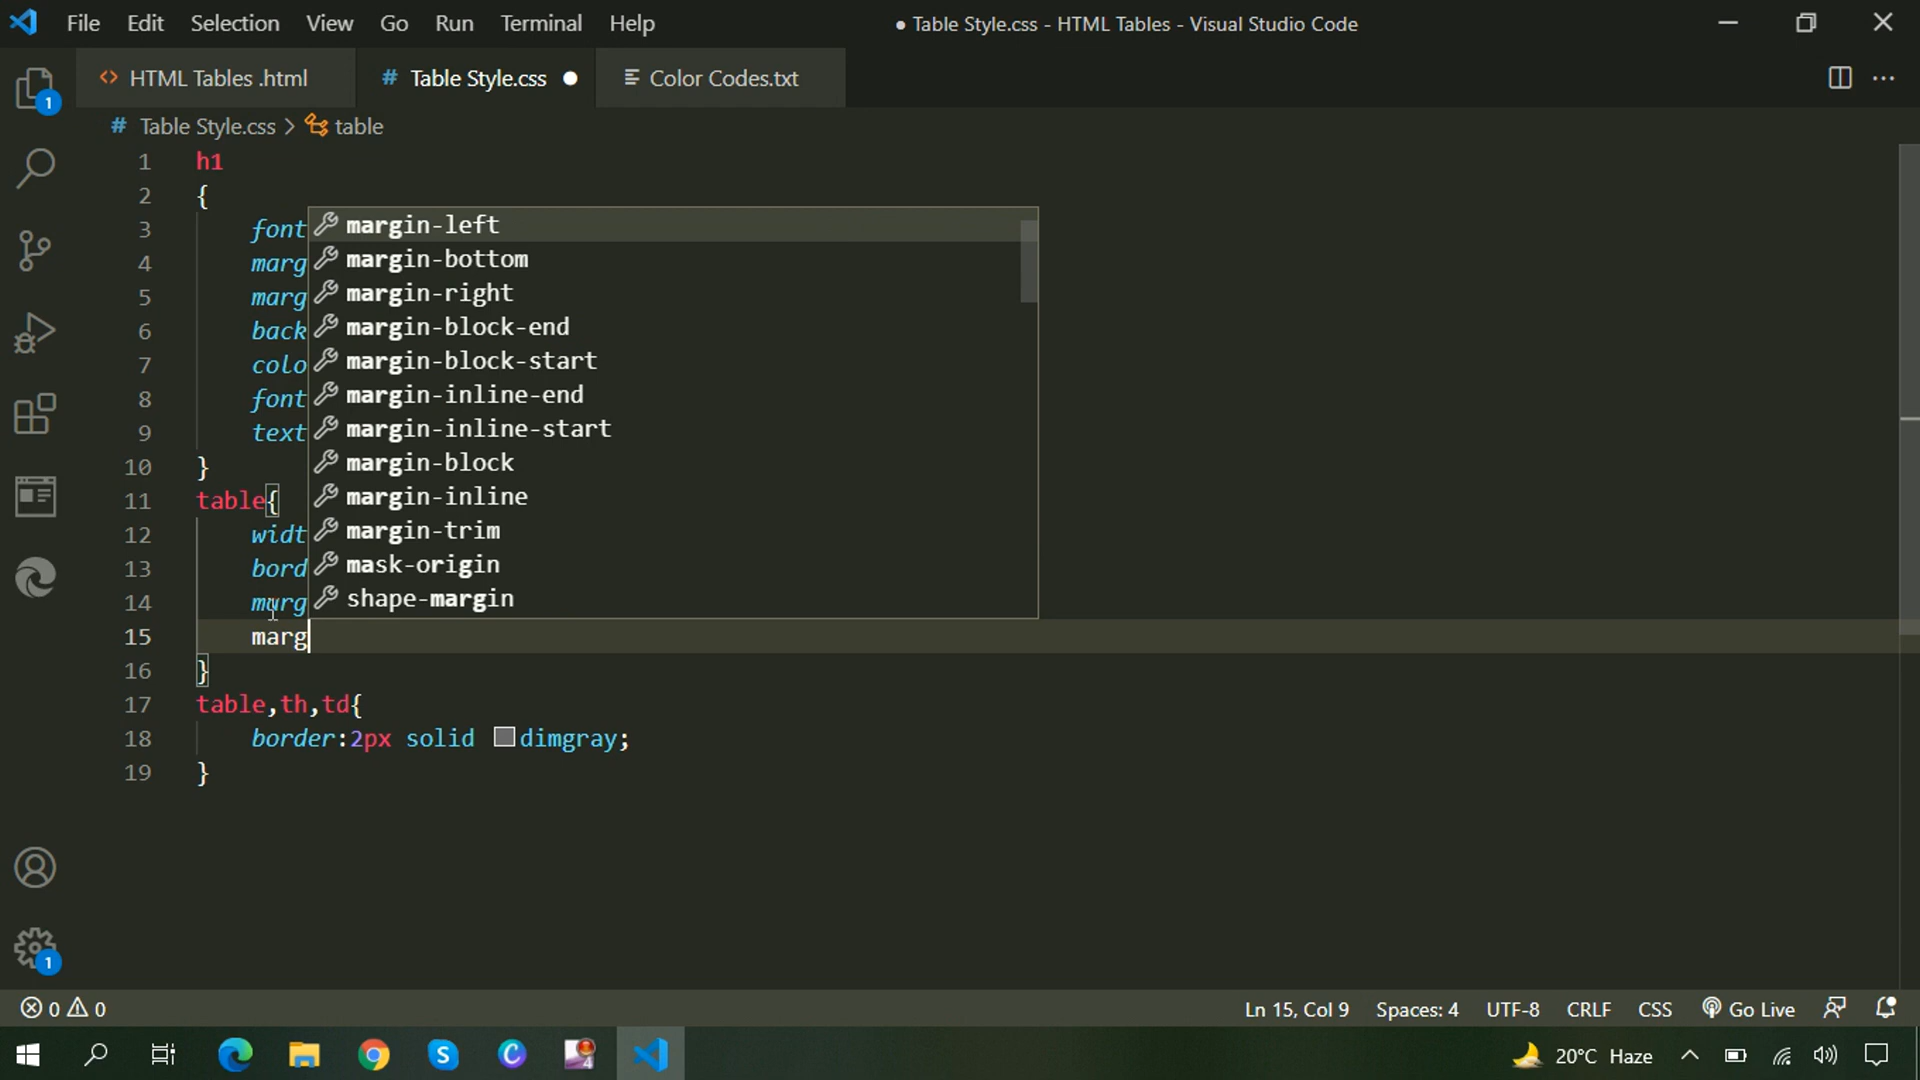 File Edit Selection View Go Run Terminal Help ● Table Style.css - HTML Tables - Visual Studio Code
<> HTML Tables .html # Table Style.css ● Color Codes.txt
1 # Table Style.css > table
1 h1
2 {
3 font margin-left
margin-bottom
4 marg margin-right
5 marg margin-block-end
6 back margin-block-start
7 colo margin-inline-end
8 font margin-inline-start
9 text margin-block
10 } margin-inline
11 table{ margin-trim
12 widt mask-origin
13 bord shape-margin
14 marg
15 marg
16 }
17 table,th,td{
18 border:2px solid dimgray;
19 }
1
0 0 Ln 15, Col 9 Spaces: 4 UTF-8 CRLF CSS Go Live
4 20°C Haze